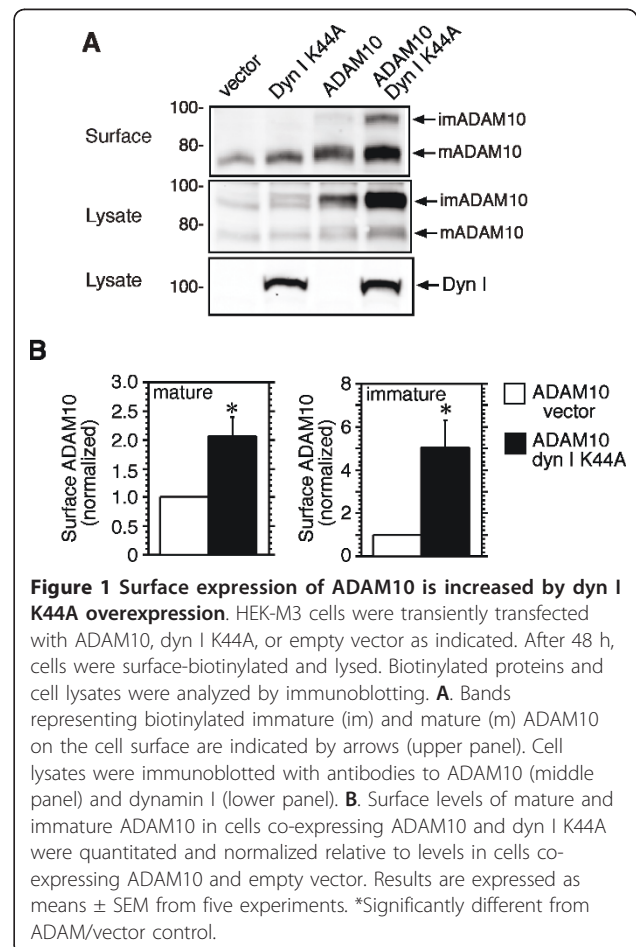 A
vector
Dyn I K44A
ADAM10
ADAM10
Dyn I K44A
Surface
100-
80-
imADAM10
mADAM10
Lysate
100-
80-
imADAM10
mADAM10
Lysate
100-
Dyn I
B
Surface ADAM10
(normalized)
3.0
2.5
2.0
1.5
1.0
0.5
0
mature
*
Surface ADAM10
(normalized)
8
6
4
2
0
immature
*
ADAM10
vector
ADAM10
dyn I K44A
Figure 1 Surface expression of ADAM10 is increased by dyn I
K44A overexpression. HEK-M3 cells were transiently transfected
with ADAM10, dyn I K44A, or empty vector as indicated. After 48 h,
cells were surface-biotinylated and lysed. Biotinylated proteins and
cell lysates were analyzed by immunoblotting. A. Bands
representing biotinylated immature (im) and mature (m) ADAM10
on the cell surface are indicated by arrows (upper panel). Cell
lysates were immunoblotted with antibodies to ADAM10 (middle
panel) and dynamin I (lower panel). B. Surface levels of mature and
immature ADAM10 in cells co-expressing ADAM10 and dyn I K44A
were quantitated and normalized relative to levels in cells co-
expressing ADAM10 and empty vector. Results are expressed as
means ± SEM from five experiments. *Significantly different from
ADAM/vector control.